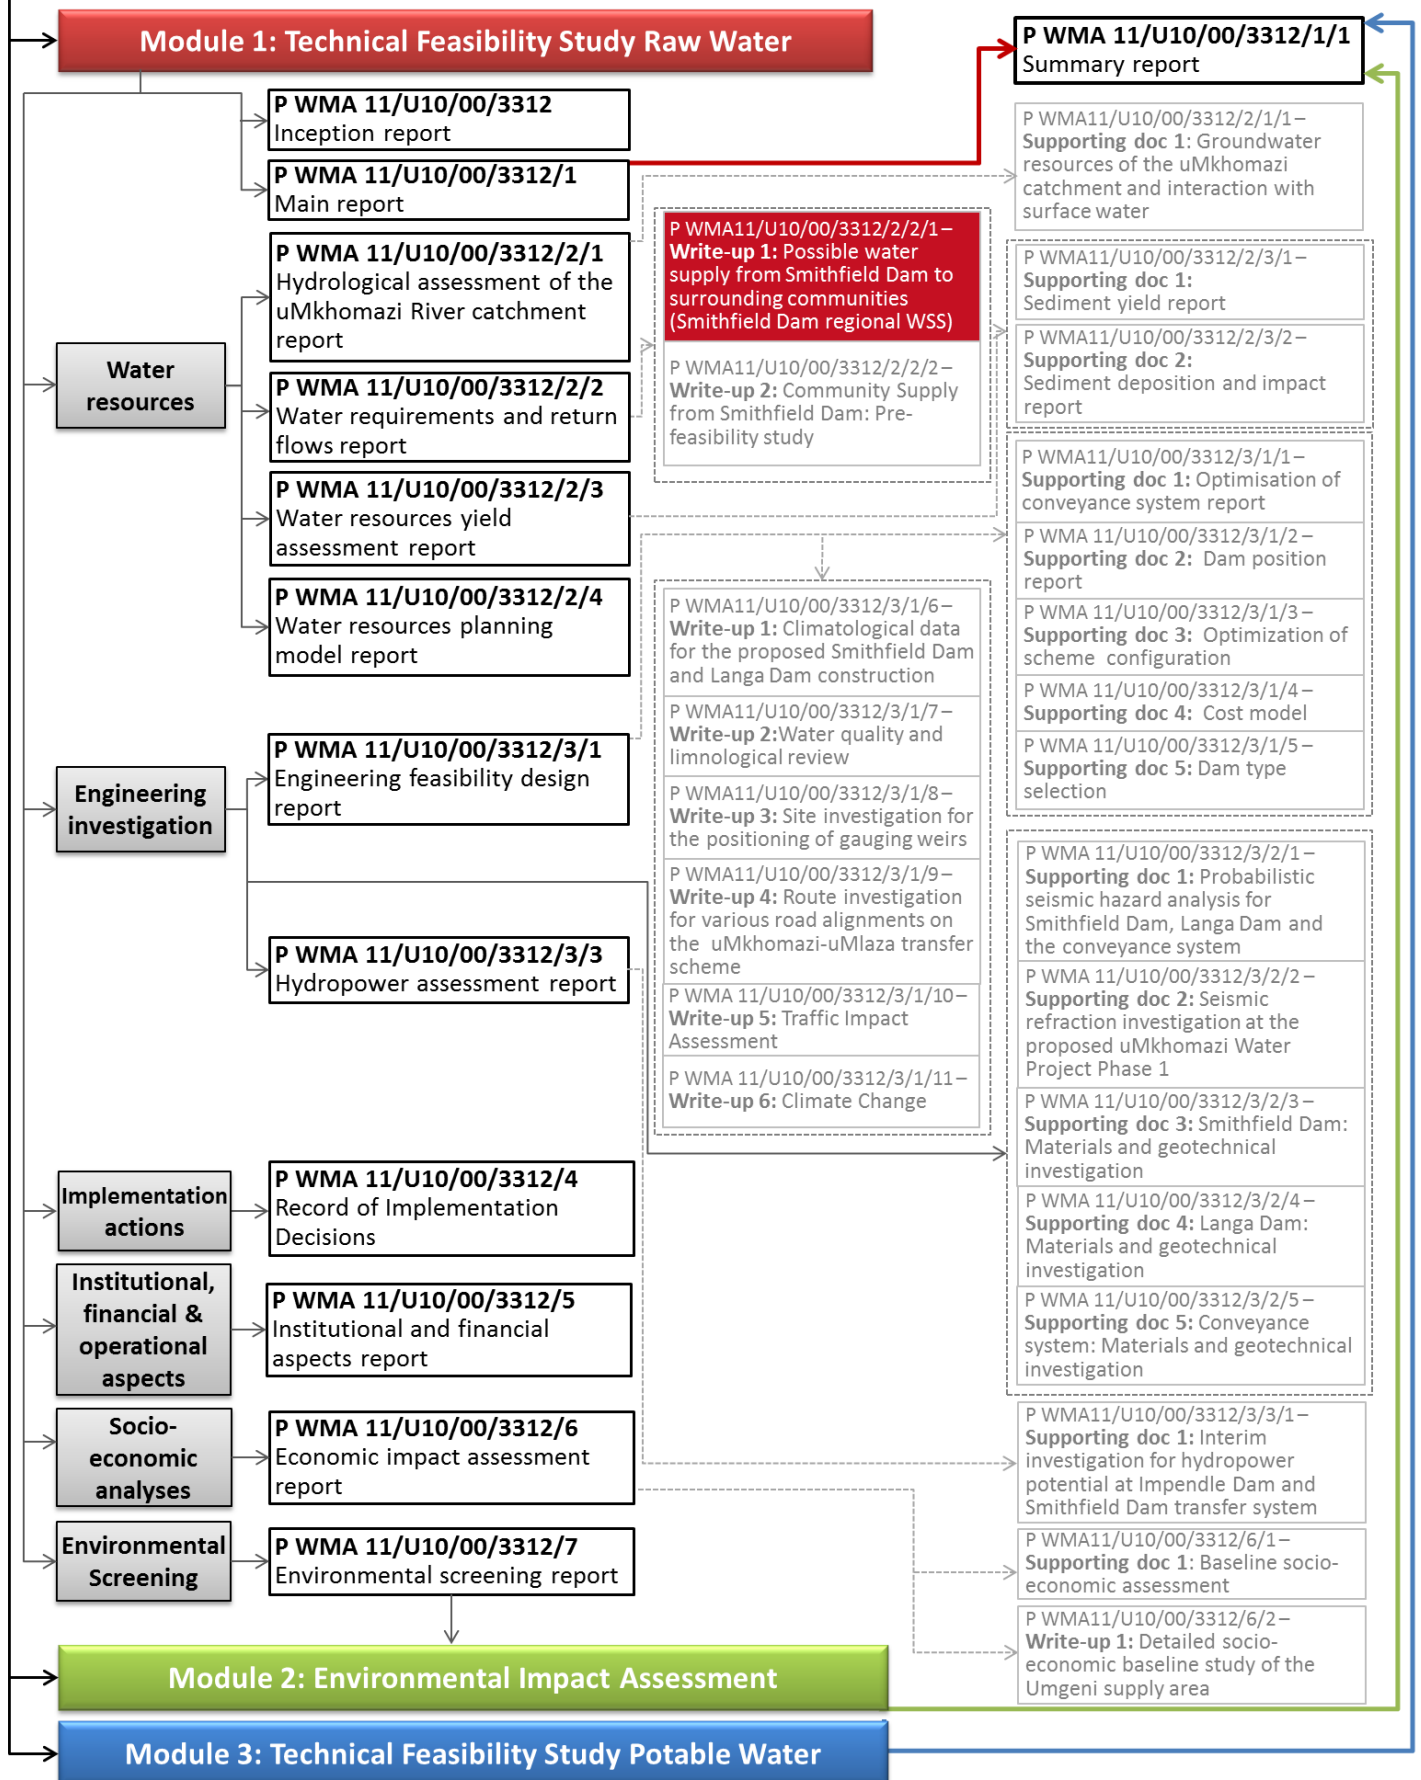 Module 1: Technical Feasibility Study Raw Water
P WMA 11/U10/00/3312/1/1
Summary report
P WMA 11/U10/00/3312
Inception report
P WMA 11/U10/00/3312/1
Main report
Water
resources
P WMA 11/U10/00/3312/2/1
Hydrological assessment of the
uMkhomazi River catchment
report
P WMA 11/U10/00/3312/2/2
Water requirements and return
flows report
P WMA 11/U10/00/3312/2/3
Water resources yield
assessment report
P WMA 11/U10/00/3312/2/4
Water resources planning
model report
Engineering
investigation
P WMA 11/U10/00/3312/3/1
Engineering feasibility design
report
P WMA 11/U10/00/3312/3/3
Hydropower assessment report
Implementation
actions
P WMA 11/U10/00/3312/4
Record of Implementation
Decisions
Institutional,
financial &
operational
aspects
P WMA 11/U10/00/3312/5
Institutional and financial
aspects report
Socio-
economic
analyses
P WMA 11/U10/00/3312/6
Economic impact assessment
report
Environmental
Screening
P WMA 11/U10/00/3312/7
Environmental screening report
P WMA11/U10/00/3312/2/2/1–
Write-up 1: Possible water
supply from Smithfield Dam to
surrounding communities
(Smithfield Dam regional WSS)
P WMA11/U10/00/3312/2/2/2–
Write-up 2: Community Supply
from Smithfield Dam: Pre-
feasibility study
P WMA11/U10/00/3312/3/1/6–
Write-up 1: Climatological data
for the proposed Smithfield Dam
and Langa Dam construction
P WMA11/U10/00/3312/3/1/7–
Write-up 2:Water quality and
limnological review
P WMA11/U10/00/3312/3/1/8–
Write-up 3: Site investigation for
the positioning of gauging weirs
P WMA11/U10/00/3312/3/1/9–
Write-up 4: Route investigation
for various road alignments on
the uMkhomazi-uMlaza transfer
scheme
P WMA 11/U10/00/3312/3/1/10–
Write-up 5: Traffic Impact
Assessment
P WMA 11/U10/00/3312/3/1/11–
Write-up 6: Climate Change
P WMA11/U10/00/3312/2/1/1–
Supporting doc 1: Groundwater
resources of the uMkhomazi
catchment and interaction with
surface water
P WMA11/U10/00/3312/2/3/1–
Supporting doc 1:
Sediment yield report
P WMA11/U10/00/3312/2/3/2–
Supporting doc 2:
Sediment deposition and impact
report
P WMA11/U10/00/3312/3/1/1–
Supporting doc 1: Optimisation of
conveyance system report
P WMA 11/U10/00/3312/3/1/2–
Supporting doc 2: Dam position
report
P WMA 11/U10/00/3312/3/1/3–
Supporting doc 3: Optimization of
scheme configuration
P WMA 11/U10/00/3312/3/1/4–
Supporting doc 4: Cost model
P WMA 11/U10/00/3312/3/1/5–
Supporting doc 5: Dam type
selection
P WMA 11/U10/00/3312/3/2/1–
Supporting doc 1: Probabilistic
seismic hazard analysis for
Smithfield Dam, Langa Dam and
the conveyance system
P WMA 11/U10/00/3312/3/2/2–
Supporting doc 2: Seismic
refraction investigation at the
proposed uMkhomazi Water
Project Phase 1
P WMA 11/U10/00/3312/3/2/3–
Supporting doc 3: Smithfield Dam:
Materials and geotechnical
investigation
P WMA 11/U10/00/3312/3/2/4–
Supporting doc 4: Langa Dam:
Materials and geotechnical
investigation
P WMA 11/U10/00/3312/3/2/5–
Supporting doc 5: Conveyance
system: Materials and geotechnical
investigation
P WMA11/U10/00/3312/3/3/1–
Supporting doc 1: Interim
investigation for hydropower
potential at Impendle Dam and
Smithfield Dam transfer system
P WMA11/U10/00/3312/6/1–
Supporting doc 1: Baseline socio-
economic assessment
P WMA11/U10/00/3312/6/2–
Write-up 1: Detailed socio-
economic baseline study of the
Umgeni supply area
Module 2: Environmental Impact Assessment
Module 3: Technical Feasibility Study Potable Water